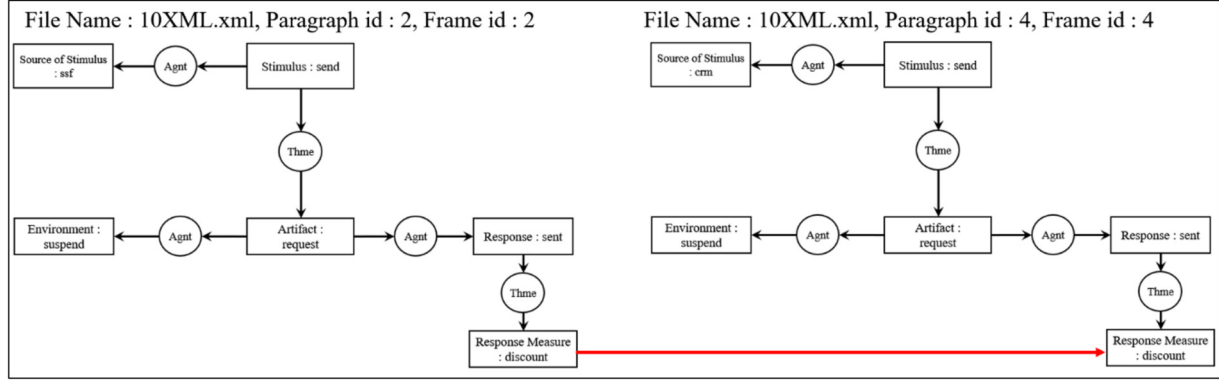 File Name : 10XML.xml, Paragraph id : 2, Frame id : 2
Source of Stimulus
: ssf
Agnt
Stimulus : send
Thme
Environment :
suspend
Agnt
Artifact :
request
Agnt
Response : sent
Thme
Response Measure
: discount
File Name : 10XML.xml, Paragraph id : 4, Frame id : 4
Source of Stimulus
: crm
Agnt
Stimulus : send
Thme
Environment :
suspend
Agnt
Artifact :
request
Agnt
Response : sent
Thme
Response Measure
: discount